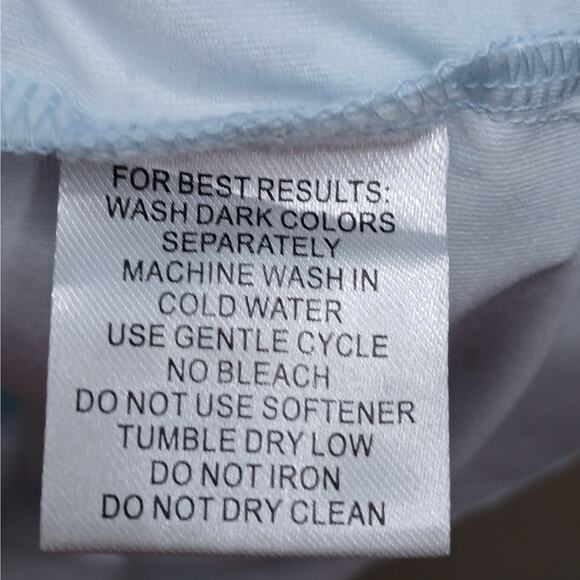 FOR BEST RESULTS:
WASH DARK COLORS
SEPARATELY
MACHINE WASH IN
COLD WATER
USE GENTLE CYCLE
NO BLEACH
DO NOT USE SOFTENER
TUMBLE DRY LOW
DO NOT IRON
DO NOT DRY CLEAN